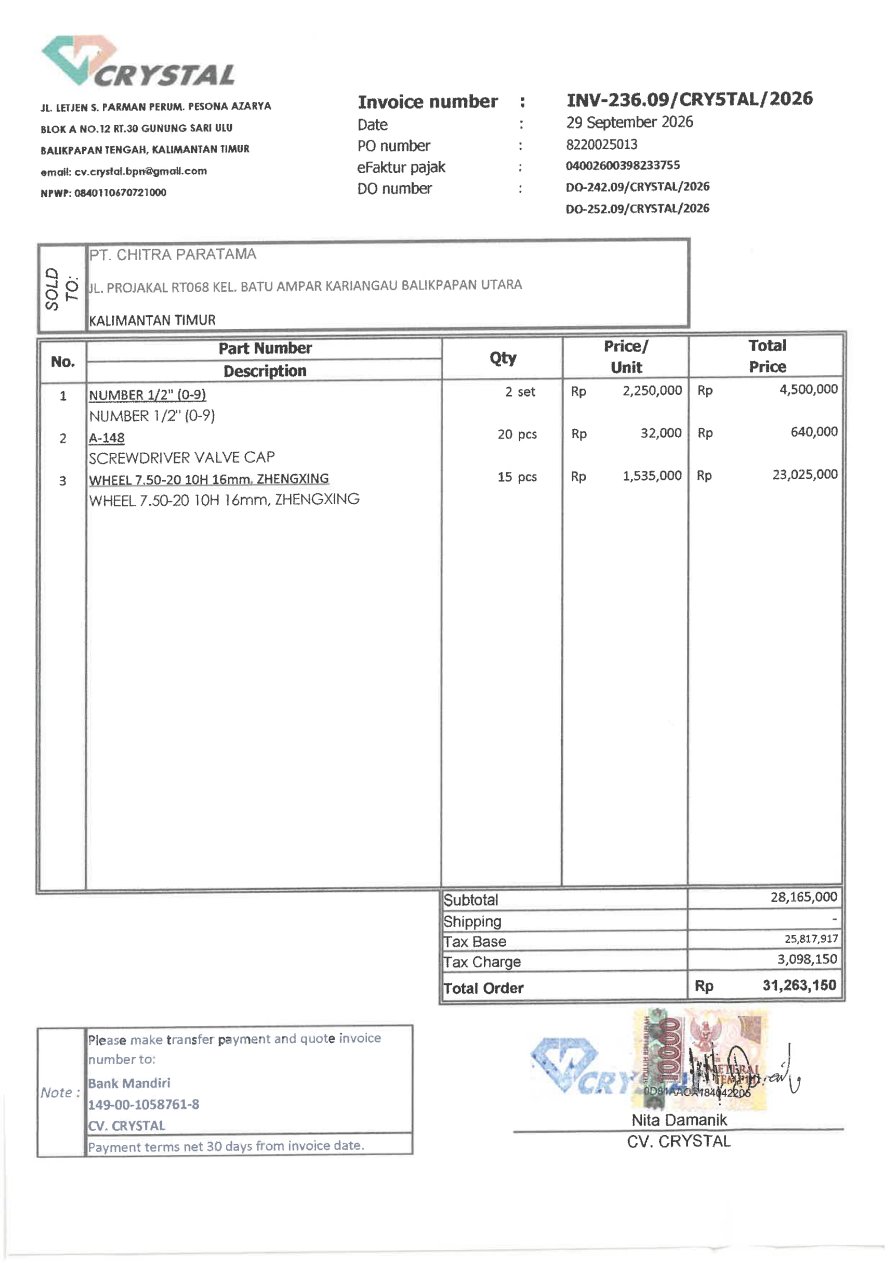 CRYSTAL
JL. LETJEN S. PARMAN PERUM. PESONA AZARYA
BLOK A NO.12 RT.30 GUNUNG SARI ULU
BALIKPAPAN TENGAH, KALIMANTAN TIMUR
email: cv.crystal.bpn@gmail.com
NPWP: 0840110670721000
Invoice number : INV-236.09/CRY5TAL/2026
Date : 29 September 2026
PO number : 8220025013
eFaktur pajak : 04002600398233755
DO number : DO-242.09/CRYSTAL/2026
DO-252.09/CRYSTAL/2026
SOLD TO:
PT. CHITRA PARATAMA
JL. PROJAKAL RT068 KEL. BATU AMPAR KARIANGAU BALIKPAPAN UTARA
KALIMANTAN TIMUR
No. Part Number Description Qty Price/ Unit Total Price
1 NUMBER 1/2" (0-9) 2 set Rp 2,250,000 Rp 4,500,000
NUMBER 1/2" (0-9)
2 A-148 20 pcs Rp 32,000 Rp 640,000
SCREWDRIVER VALVE CAP
3 WHEEL 7.50-20 10H 16mm, ZHENGXING 15 pcs Rp 1,535,000 Rp 23,025,000
WHEEL 7.50-20 10H 16mm, ZHENGXING
Subtotal 28,165,000
Shipping -
Tax Base 25,817,917
Tax Charge 3,098,150
Total Order Rp 31,263,150
Note :
Please make transfer payment and quote invoice
number to:
Bank Mandiri
149-00-1058761-8
CV. CRYSTAL
Payment terms net 30 days from invoice date.
10000
METERAI
TEMPEL
Nita Damanik
CV. CRYSTAL